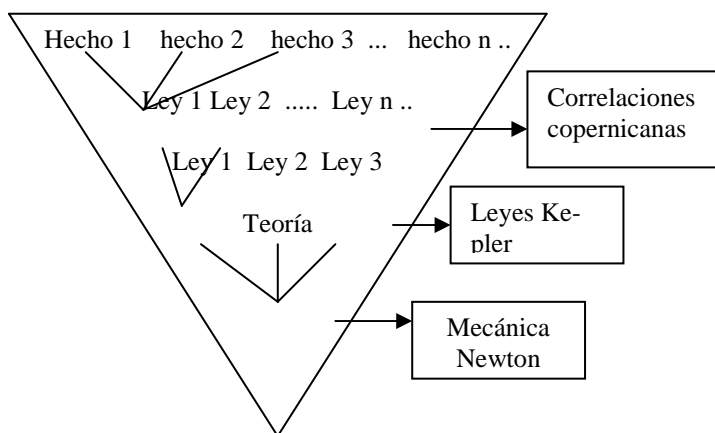 Hecho 1 hecho 2 hecho 3 ... hecho n ..
Ley 1 Ley 2 ..... Ley n ..
Correlaciones
copernicanas
Ley 1 Ley 2 Ley 3
Teoría
Leyes Ke-
pler
Mecánica
Newton